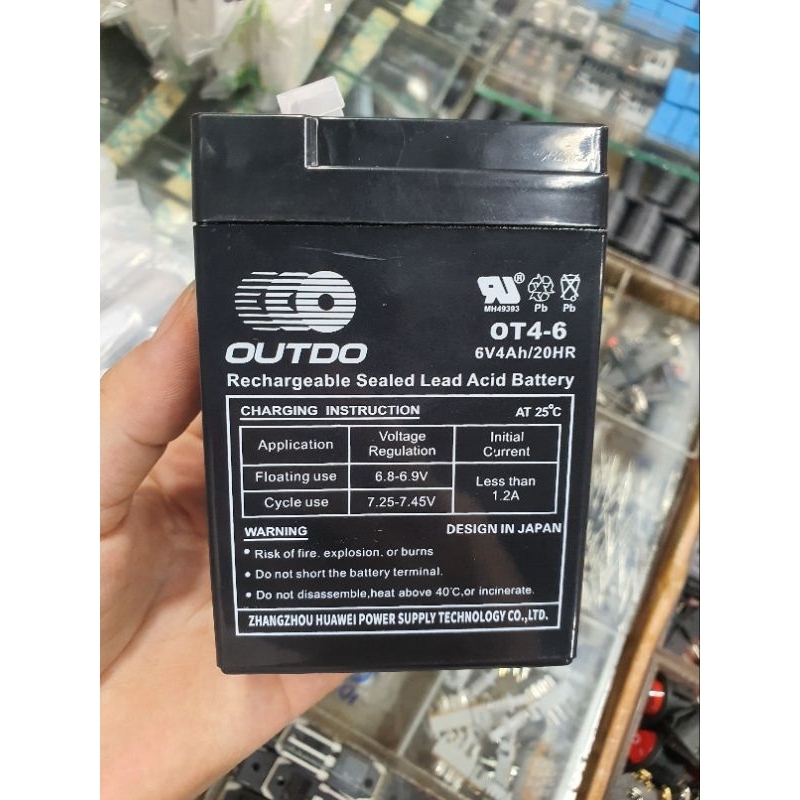 OUTDO
R
MH49393
Pb Pb
OT4-6
6V4Ah/20HR
Rechargeable Sealed Lead Acid Battery
CHARGING INSTRUCTION AT 25°C
Application Voltage Regulation Initial Current
Floating use 6.8-6.9V Less than 1.2A
Cycle use 7.25-7.45V
WARNING DESIGN IN JAPAN
• Risk of fire. explosion. or burns
• Do not short the battery terminal.
• Do not disassemble,heat above 40℃,or incinerate.
ZHANGZHOU HUAWEI POWER SUPPLY TECHNOLOGY CO.,LTD.